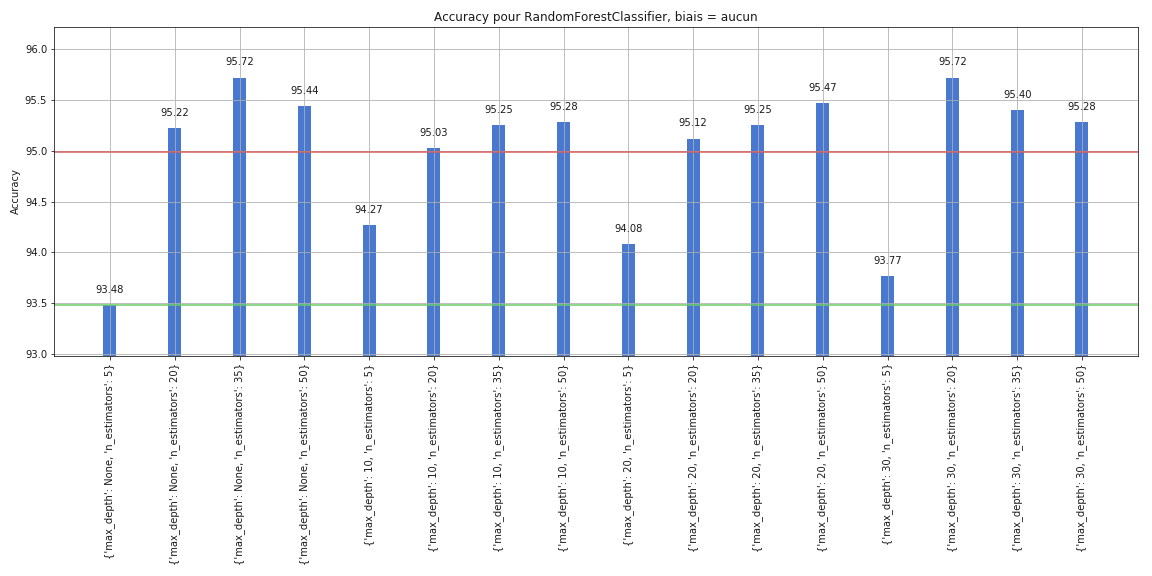 Accuracy pour RandomForestClassifier, biais = aucun
Accuracy
96.0
95.5
95.0
94.5
94.0
93.5
93.0
93.48
95.22
95.72
95.44
94.27
95.03
95.25
95.28
94.08
95.12
95.25
95.47
93.77
95.72
95.40
95.28
{'max_depth': None, 'n_estimators': 5}
{'max_depth': None, 'n_estimators': 20}
{'max_depth': None, 'n_estimators': 35}
{'max_depth': None, 'n_estimators': 50}
{'max_depth': 10, 'n_estimators': 5}
{'max_depth': 10, 'n_estimators': 20}
{'max_depth': 10, 'n_estimators': 35}
{'max_depth': 10, 'n_estimators': 50}
{'max_depth': 20, 'n_estimators': 5}
{'max_depth': 20, 'n_estimators': 20}
{'max_depth': 20, 'n_estimators': 35}
{'max_depth': 20, 'n_estimators': 50}
{'max_depth': 30, 'n_estimators': 5}
{'max_depth': 30, 'n_estimators': 20}
{'max_depth': 30, 'n_estimators': 35}
{'max_depth': 30, 'n_estimators': 50}